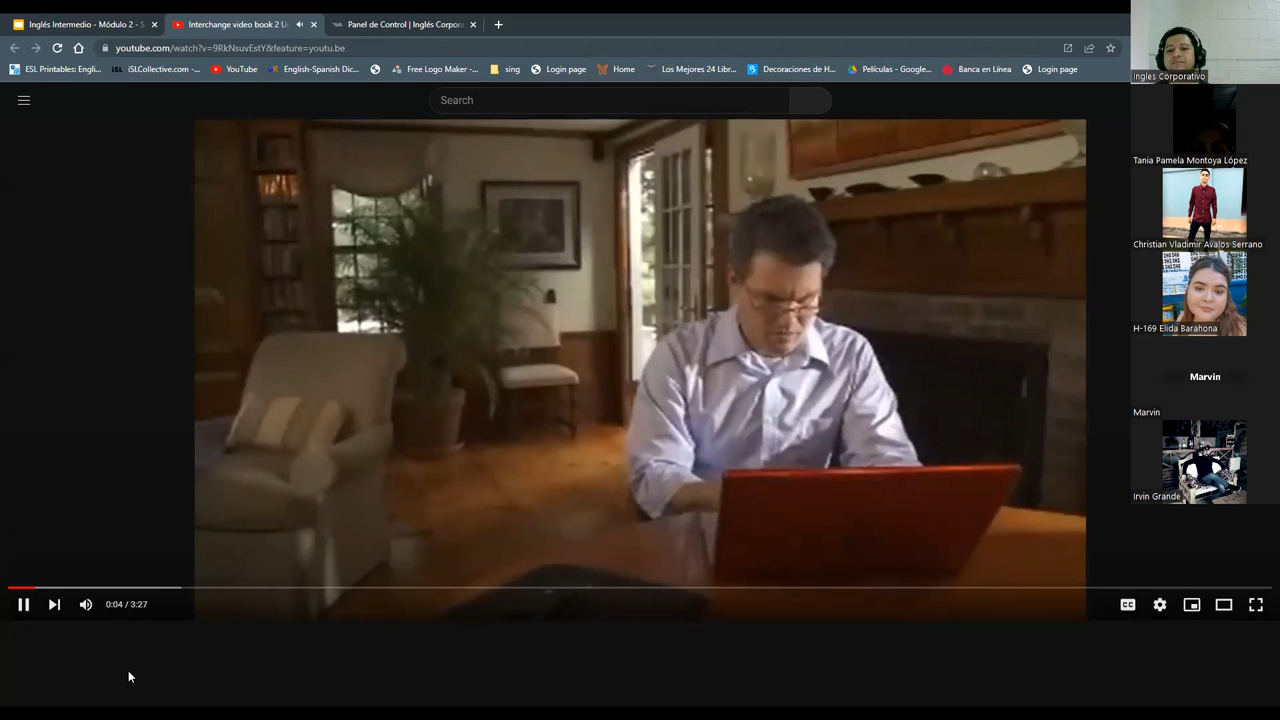 Inglés Intermedio - Módulo 2 - S
Interchange video book 2 U
Panel de Control | Inglés Corpora
youtube.com/watch?v=9RkNsuvEstY&feature=youtu.be
ESL Printables: Engli...
iSL iSLCollective.com -...
YouTube
English-Spanish Dic...
Free Logo Maker -...
sing
Login page
Home
Los Mejores 24 Libr...
Decoraciones de H...
Películas - Google...
Banca en Línea
Login page
Search
Ingles Corporativo
Tania Pamela Montoya López
Christian Vladimir Avalos Serrano
H-169 Elida Barahona
Marvin
Marvin
Irvin Grande
0:04 / 3:27
CC